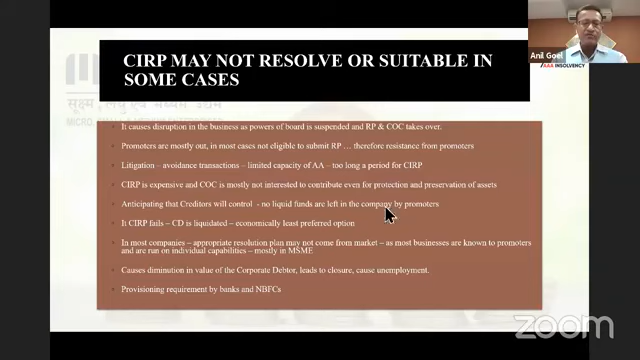 CIRP MAY NOT RESOLVE OR SUITABLE IN
SOME CASES
It causes disruption in the business as powers of board is suspended and RP & COC takes over.
Promoters are mostly out, in most cases not eligible to submit RP … therefore resistance from promoters.
Litigation – avoidance transactions – limited capacity of AA – too long a period for CIRP
CIRP is expensive and COC is mostly not interested to contribute even for protection and preservation of assets
Anticipating that Creditors will control - no liquid funds are left in the company by promoters
It CIRP fails – CD is liquidated – economically least preferred option
In most companies – appropriate resolution plan may not come from market – as most businesses are known to promoters
and are run on individual capabilities – mostly in MSME
Causes diminution in value of the Corporate Debtor, leads to closure, cause unemployment.
Provisioning requirement by banks and NBFCs
Anil Goel
AAA INSOLVENCY
सूक्ष्म, लघु एवं मध्यम उद्यम
zoom